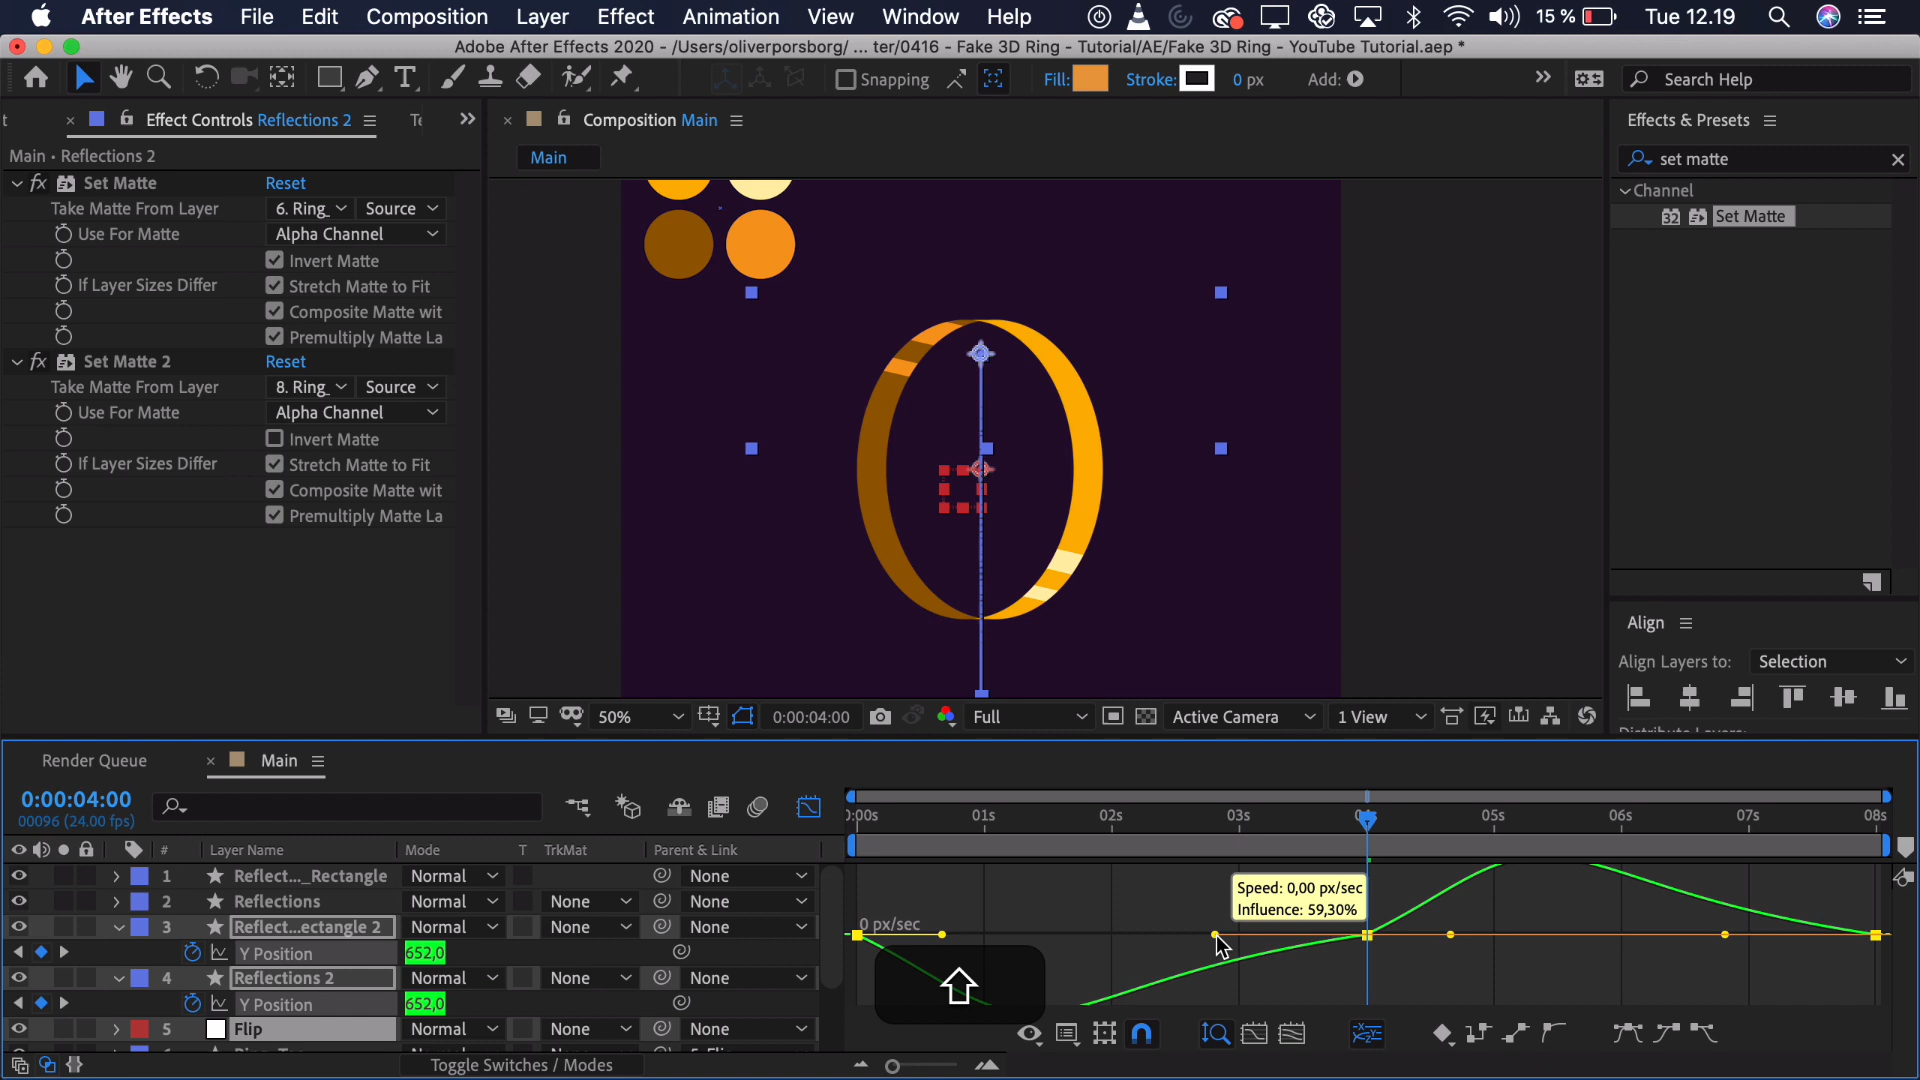 After Effects File Edit Composition Layer Effect Animation View Window Help 15 % Tue 12.19
Adobe After Effects 2020 - /Users/oliverporsborg/ ... ter/0416 - Fake 3D Ring - Tutorial/AE/Fake 3D Ring - YouTube Tutorial.aep *
Snapping Fill: Stroke: 0 px Add: Search Help
Effect Controls Reflections 2
Composition Main
Effects & Presets
Main • Reflections 2
Main
set matte
fx Set Matte Reset
Channel
Take Matte From Layer 6. Ring_ Source
32 Set Matte
Use For Matte Alpha Channel
Invert Matte
If Layer Sizes Differ Stretch Matte to Fit
Composite Matte wit
Premultiply Matte La
fx Set Matte 2 Reset
Take Matte From Layer 8. Ring_ Source
Use For Matte Alpha Channel
Invert Matte
If Layer Sizes Differ Stretch Matte to Fit
Composite Matte wit
Premultiply Matte La
Align
Align Layers to: Selection
50% 0:00:04:00 Full Active Camera 1 View
Render Queue Main
0:00:04:00
00096 (24.00 fps)
0:00s 01s 02s 03s 05s 06s 07s 08s
# Layer Name Mode T TrkMat Parent & Link
1 Reflect..._Rectangle Normal None
2 Reflections Normal None None
3 Reflect...ectangle 2 Normal None None
Y Position 652,0
4 Reflections 2 Normal None None
Y Position 652,0
5 Flip Normal None None
Speed: 0,00 px/sec
Influence: 59,30%
0 px/sec
Toggle Switches / Modes